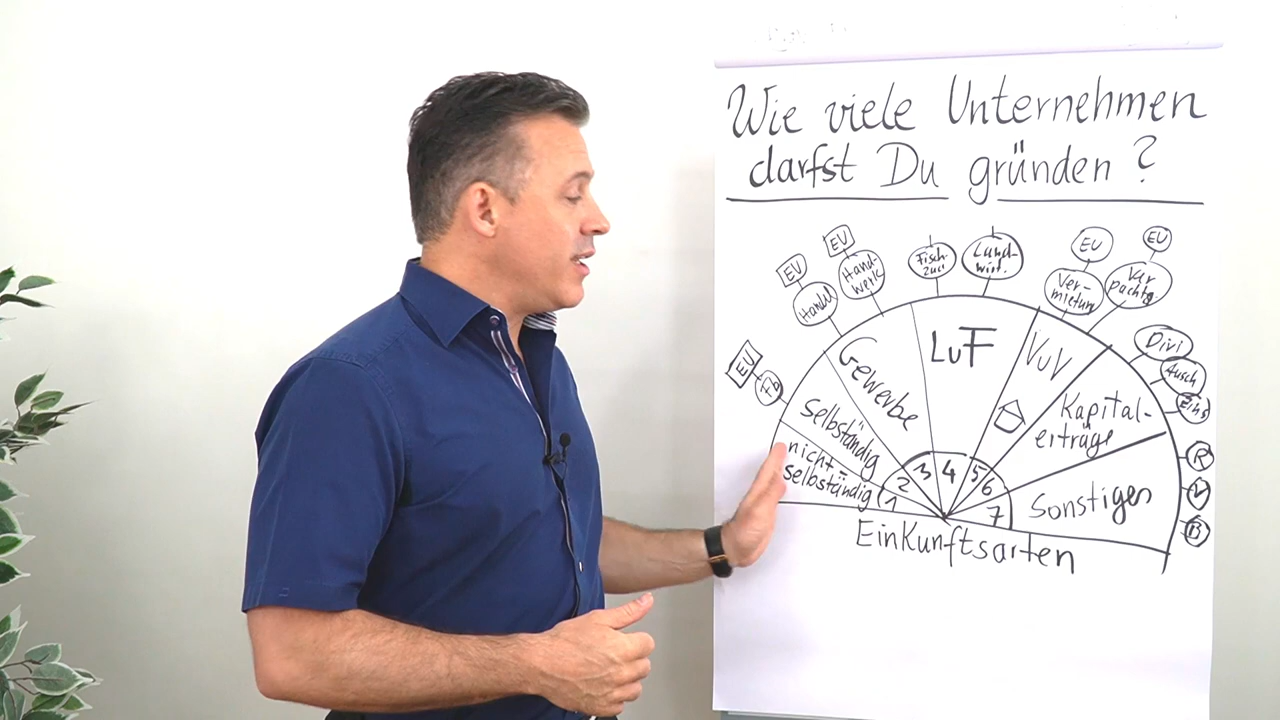 Wie viele Unternehmen
darfst Du gründen?
EU
EU
EU
EU
EU
Handel
Hand-
werk
Fisch-
zucht
Land-
wirt.
Ver-
mietung
Ver
pachtg
Divi
Ausch
Zins
R
V
B
nicht-
selbständig
selbständig
Gewerbe
LuF
VuV
Kapital-
erträge
Sonstiges
1
2
3
4
5
6
7
Einkunftsarten